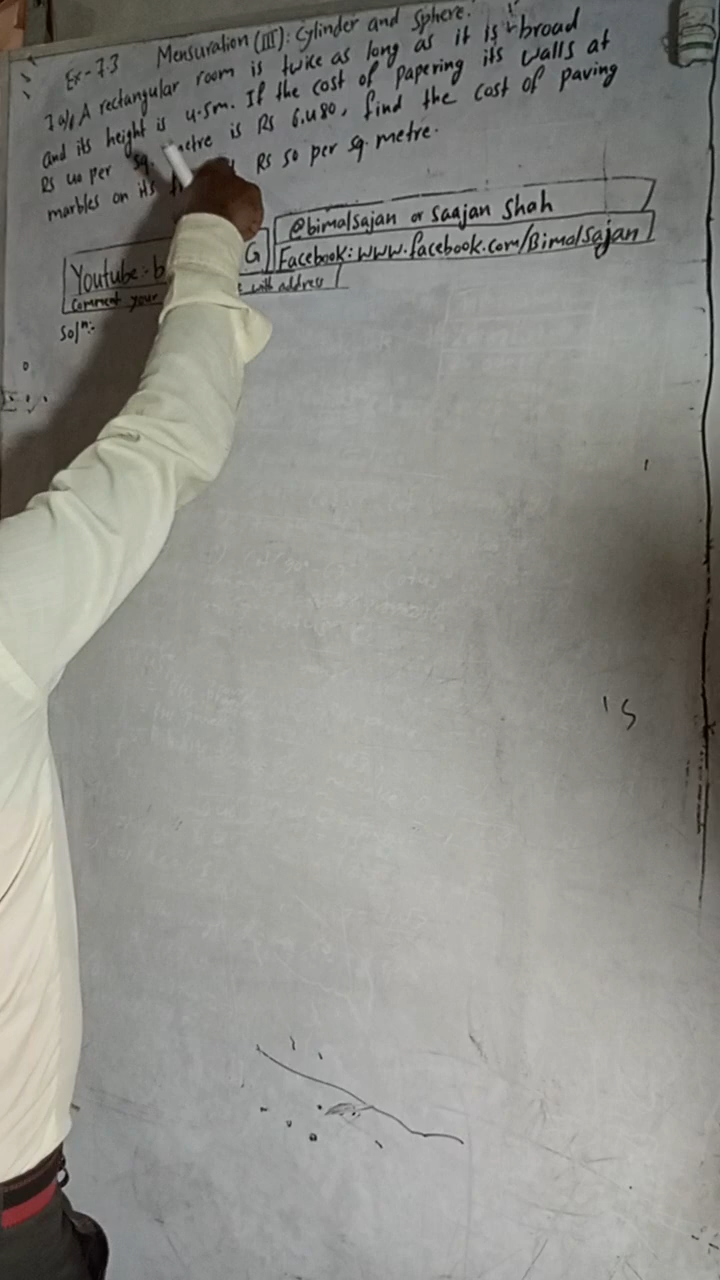 Ex-7.3 Mensuration (III): Cylinder and Sphere.
7 a) A rectangular room is twice as long as it is broad
and its height is 4.5m. If the cost of papering its walls at
Rs 40 per sq. metre is Rs 6,480, find the cost of paving
marbles on its Rs 50 per sq. metre.
@bimalsajan or Saajan Shah
Youtube:- b G
Facebook: www.facebook.com/Bimalsajan
Comment your with address
Solⁿ:-